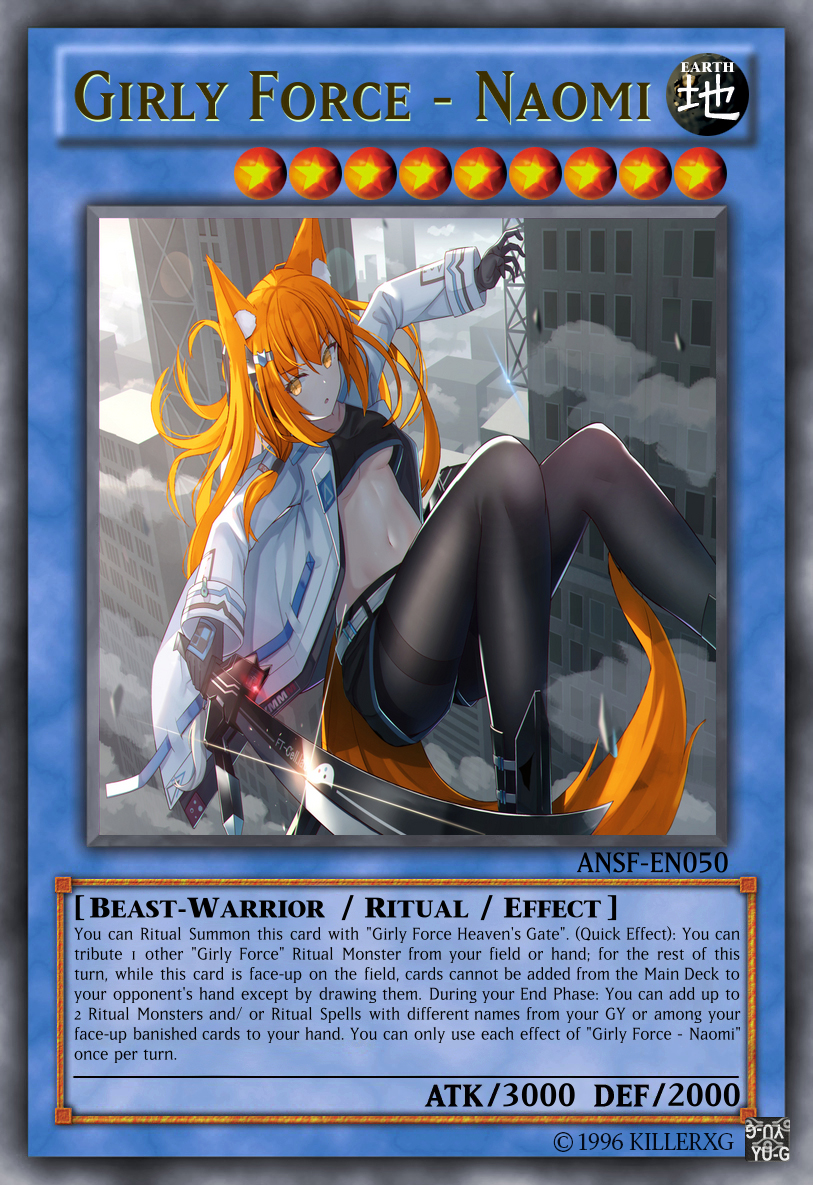 Girly Force - Naomi
EARTH
地
ANSF-EN050
[ Beast-Warrior / Ritual / Effect ]
You can Ritual Summon this card with "Girly Force Heaven's Gate". (Quick Effect): You can
tribute 1 other "Girly Force" Ritual Monster from your field or hand; for the rest of this
turn, while this card is face-up on the field, cards cannot be added from the Main Deck to
your opponent's hand except by drawing them. During your End Phase: You can add up to
2 Ritual Monsters and/ or Ritual Spells with different names from your GY or among your
face-up banished cards to your hand. You can only use each effect of "Girly Force - Naomi"
once per turn.
ATK/3000 DEF/2000
© 1996 KILLERXG
YU-G